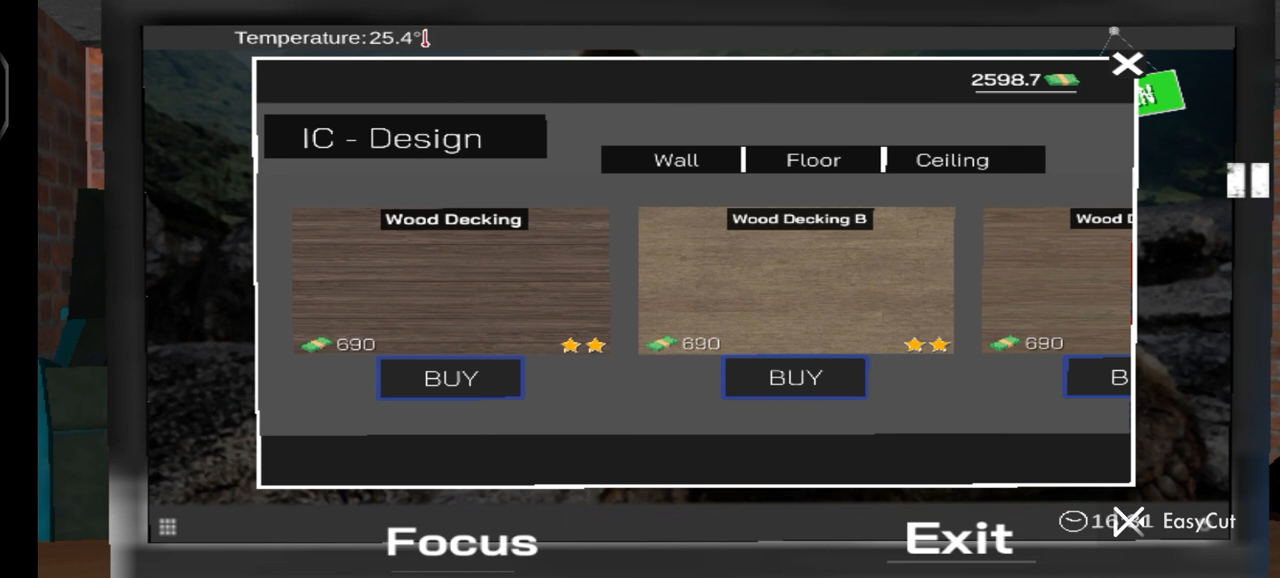 Temperature: 25.4°
2598.7
IC - Design
Wall
Floor
Ceiling
Wood Decking
Wood Decking B
Wood
690
690
690
BUY
BUY
Focus
Exit
EasyCut